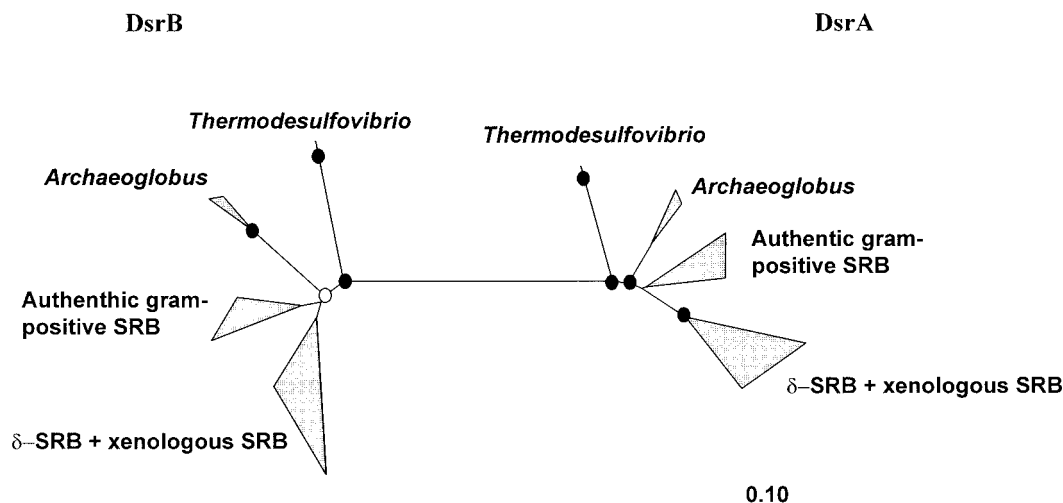 DsrB
DsrA
Thermodesulfovibrio
Thermodesulfovibrio
Archaeoglobus
Archaeoglobus
Authentic gram-
positive SRB
Authenthic gram-
positive SRB
δ–SRB + xenologous SRB
δ–SRB + xenologous SRB
0.10